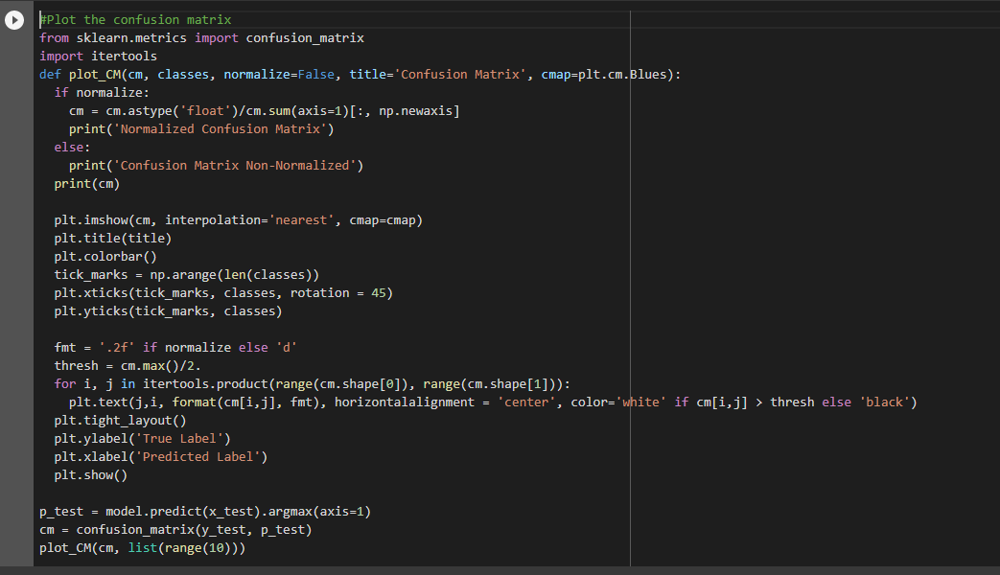 #Plot the confusion matrix
from sklearn.metrics import confusion_matrix
import itertools
def plot_CM(cm, classes, normalize=False, title='Confusion Matrix', cmap=plt.cm.Blues):
  if normalize:
    cm = cm.astype('float')/cm.sum(axis=1)[:, np.newaxis]
    print('Normalized Confusion Matrix')
  else:
    print('Confusion Matrix Non-Normalized')
  print(cm)

  plt.imshow(cm, interpolation='nearest', cmap=cmap)
  plt.title(title)
  plt.colorbar()
  tick_marks = np.arange(len(classes))
  plt.xticks(tick_marks, classes, rotation = 45)
  plt.yticks(tick_marks, classes)

  fmt = '.2f' if normalize else 'd'
  thresh = cm.max()/2.
  for i, j in itertools.product(range(cm.shape[0]), range(cm.shape[1])):
    plt.text(j,i, format(cm[i,j], fmt), horizontalalignment = 'center', color='white' if cm[i,j] > thresh else 'black')
  plt.tight_layout()
  plt.ylabel('True Label')
  plt.xlabel('Predicted Label')
  plt.show()

p_test = model.predict(x_test).argmax(axis=1)
cm = confusion_matrix(y_test, p_test)
plot_CM(cm, list(range(10)))